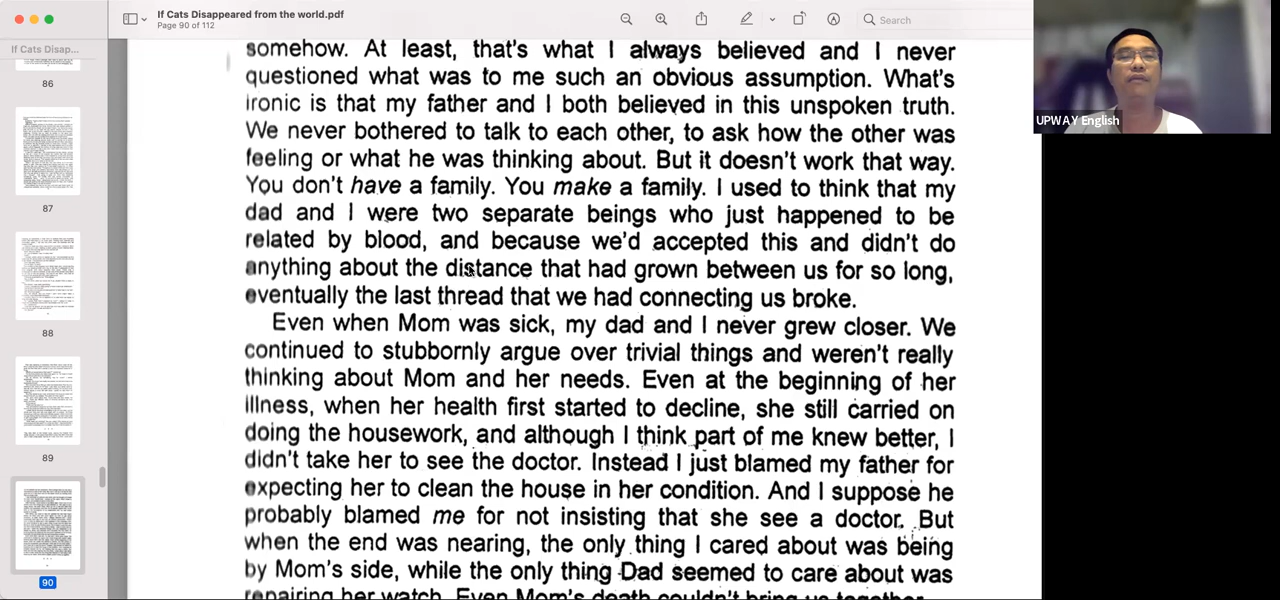 If Cats Disappeared from the world.pdf
Page 90 of 112
Search
If Cats Disap...
86
87
88
89
90
UPWAY English
somehow. At least, that's what I always believed and I never
questioned what was to me such an obvious assumption. What's
ironic is that my father and I both believed in this unspoken truth.
We never bothered to talk to each other, to ask how the other was
feeling or what he was thinking about. But it doesn't work that way.
You don't have a family. You make a family. I used to think that my
dad and I were two separate beings who just happened to be
related by blood, and because we'd accepted this and didn't do
anything about the distance that had grown between us for so long,
eventually the last thread that we had connecting us broke.
Even when Mom was sick, my dad and I never grew closer. We
continued to stubbornly argue over trivial things and weren't really
thinking about Mom and her needs. Even at the beginning of her
illness, when her health first started to decline, she still carried on
doing the housework, and although I think part of me knew better, I
didn't take her to see the doctor. Instead I just blamed my father for
expecting her to clean the house in her condition. And I suppose he
probably blamed me for not insisting that she see a doctor. But
when the end was nearing, the only thing I cared about was being
by Mom's side, while the only thing Dad seemed to care about was
repairing her watch. Even Mom's death couldn't bring us together